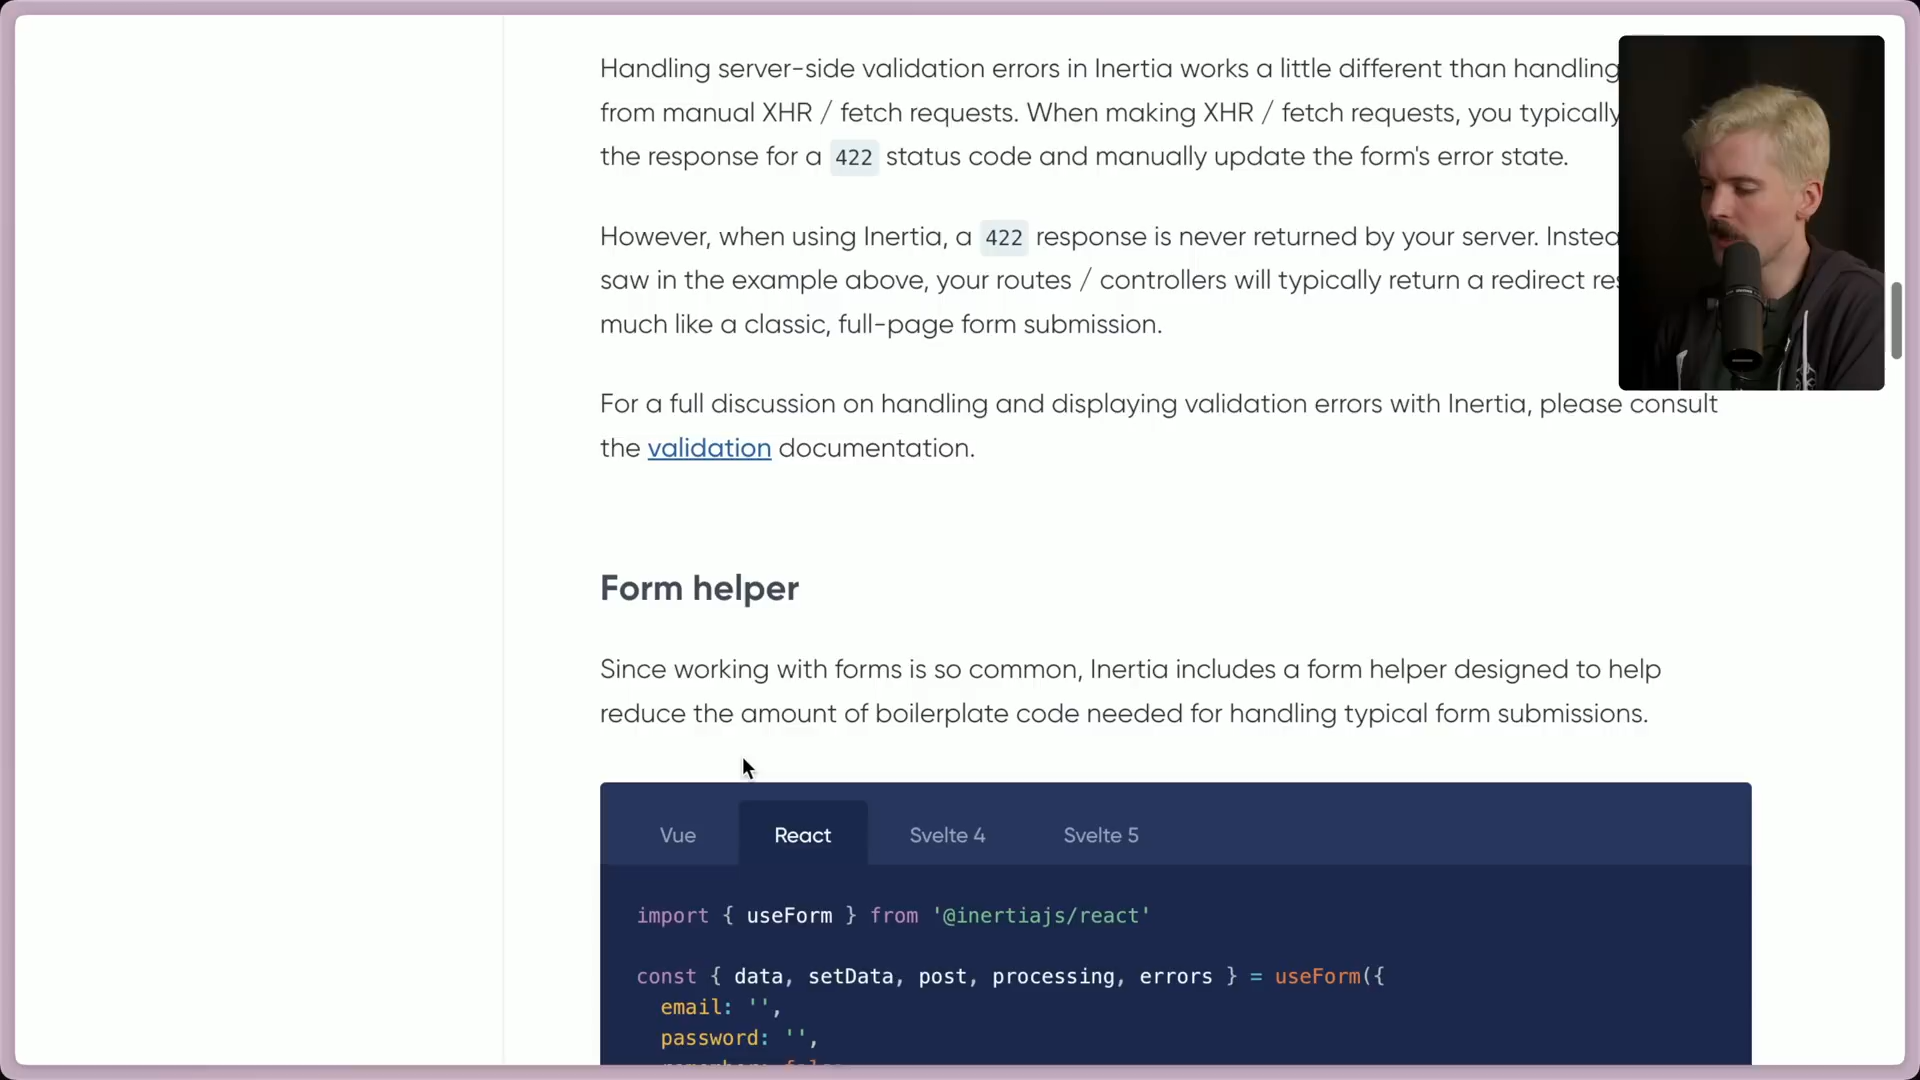 Handling server-side validation errors in Inertia works a little different than handling
from manual XHR / fetch requests. When making XHR / fetch requests, you typically
the response for a 422 status code and manually update the form's error state.
However, when using Inertia, a 422 response is never returned by your server.
saw in the example above, your routes / controllers will typically return a redirect
much like a classic, full-page form submission.
For a full discussion on handling and displaying validation errors with Inertia, please consult
the validation documentation.
Form helper
Since working with forms is so common, Inertia includes a form helper designed to help
reduce the amount of boilerplate code needed for handling typical form submissions.
Vue React Svelte 4 Svelte 5
import { useForm } from '@inertiajs/react'
const { data, setData, post, processing, errors } = useForm({
email: '',
password: '',